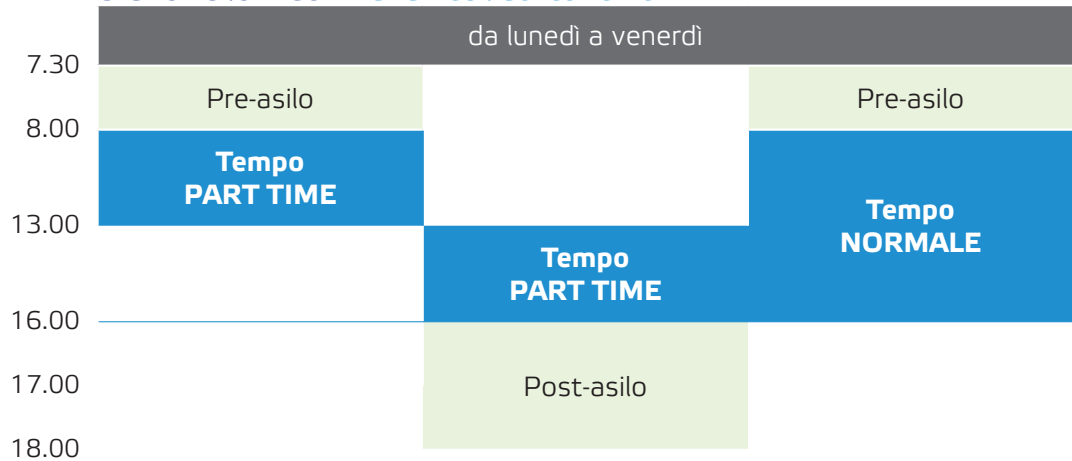 da lunedì a venerdì
7.30
Pre-asilo
Pre-asilo
8.00
Tempo
PART TIME
13.00
Tempo
NORMALE
Tempo
PART TIME
16.00
17.00
Post-asilo
18.00